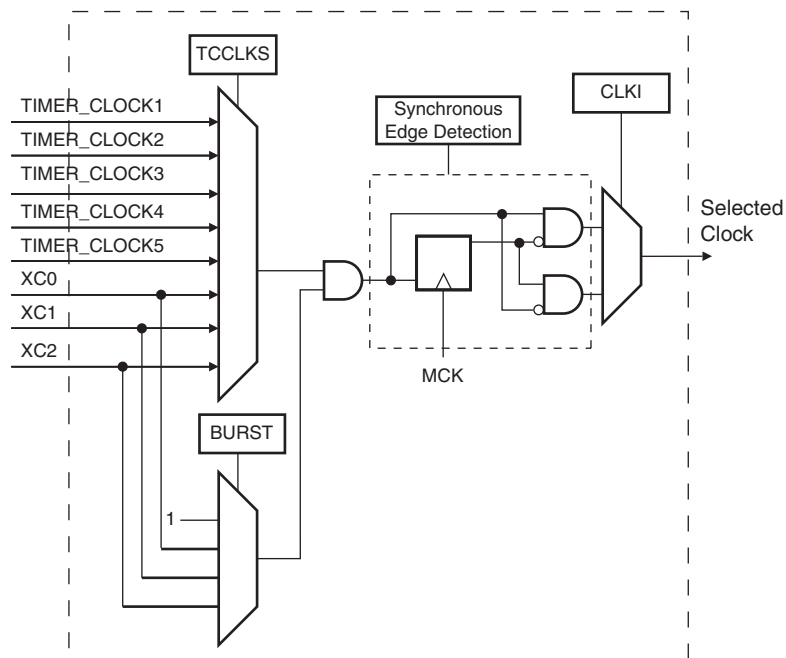 TCCLKS
TIMER_CLOCK1
TIMER_CLOCK2
TIMER_CLOCK3
TIMER_CLOCK4
TIMER_CLOCK5
XC0
XC1
XC2
Synchronous
Edge Detection
CLKI
Selected
Clock
MCK
BURST
1